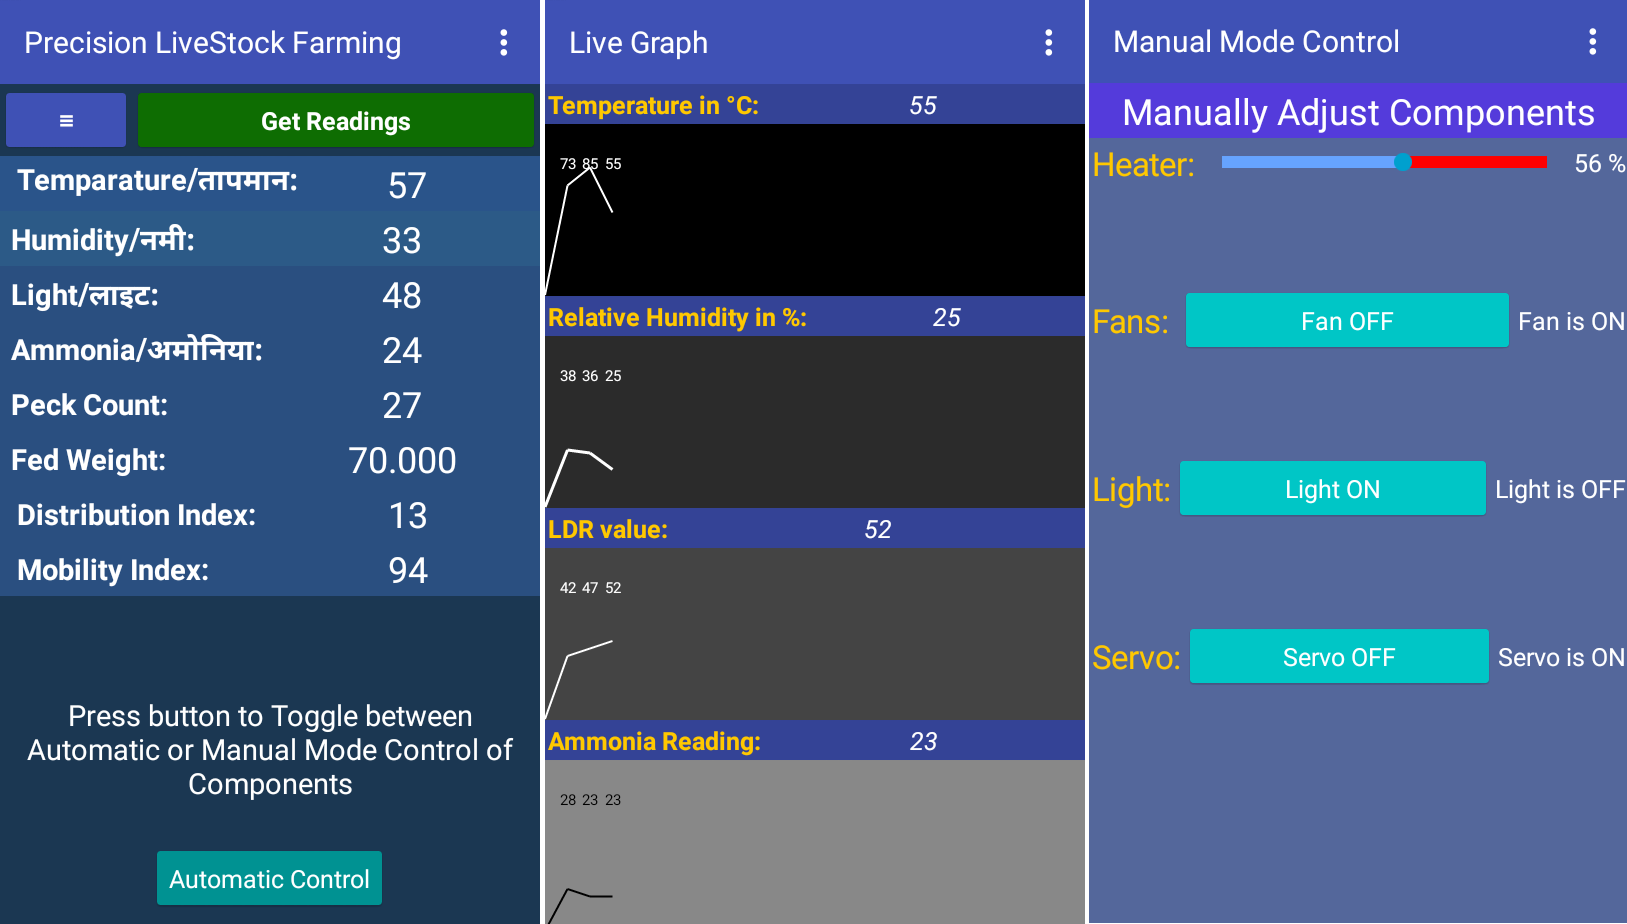 Precision LiveStock Farming
≡
Get Readings
Temparature/तापमान: 57
Humidity/नमी: 33
Light/लाइट: 48
Ammonia/अमोनिया: 24
Peck Count: 27
Fed Weight: 70.000
Distribution Index: 13
Mobility Index: 94
Press button to Toggle between
Automatic or Manual Mode Control of
Components
Automatic Control
Live Graph
Temperature in °C: 55
73 85 55
Relative Humidity in %: 25
38 36 25
LDR value: 52
42 47 52
Ammonia Reading: 23
28 23 23
Manual Mode Control
Manually Adjust Components
Heater: 56 %
Fans: Fan OFF Fan is ON
Light: Light ON Light is OFF
Servo: Servo OFF Servo is ON